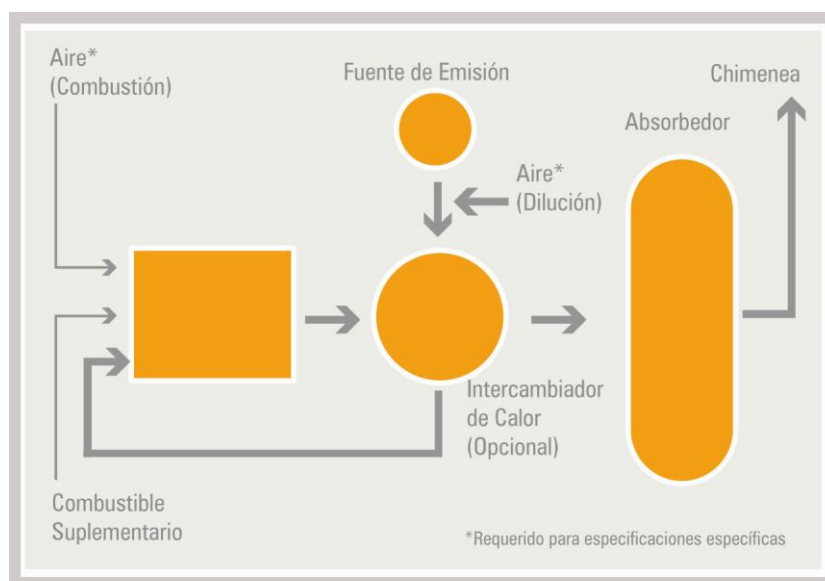 Aire*
(Combustión)
Fuente de Emisión
Chimenea
Absorbedor
Aire*
(Dilución)
Intercambiador
de Calor
(Opcional)
Combustible
Suplementario
*Requerido para especificaciones específicas